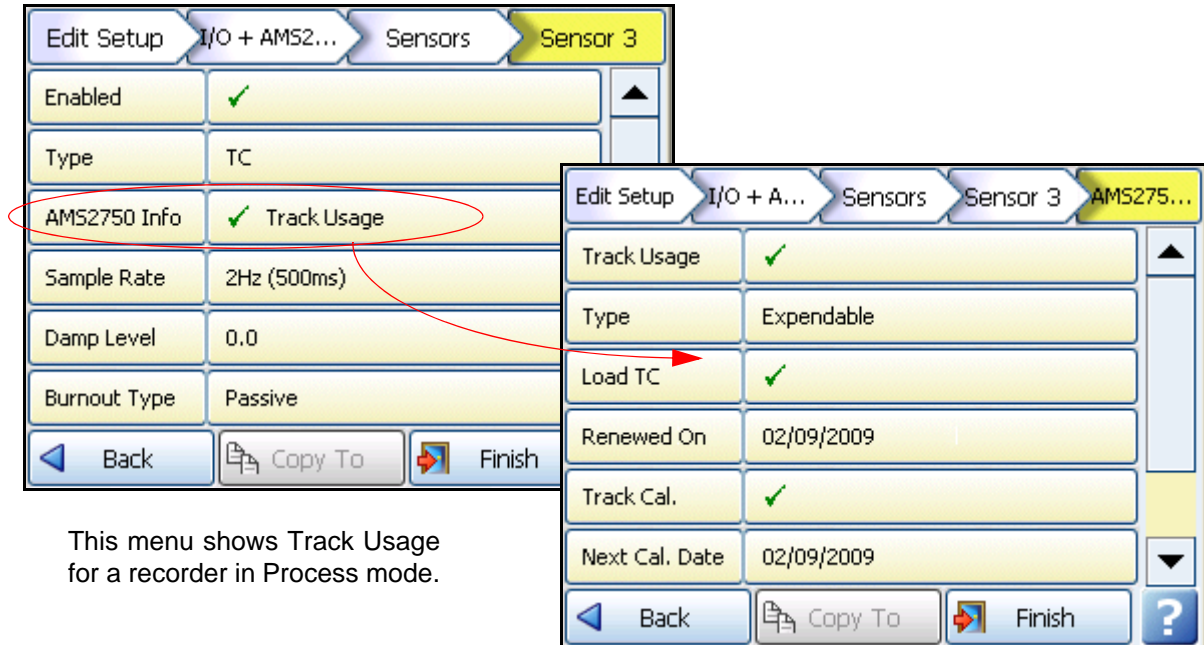 Edit Setup I/O + AMS2... Sensors Sensor 3
Enabled
Type TC
AMS2750 Info Track Usage
Sample Rate 2Hz (500ms)
Damp Level 0.0
Burnout Type Passive
Back Copy To Finish
This menu shows Track Usage
for a recorder in Process mode.
Edit Setup I/O + A... Sensors Sensor 3 AMS275...
Track Usage
Type Expendable
Load TC
Renewed On 02/09/2009
Track Cal.
Next Cal. Date 02/09/2009
Back Copy To Finish ?